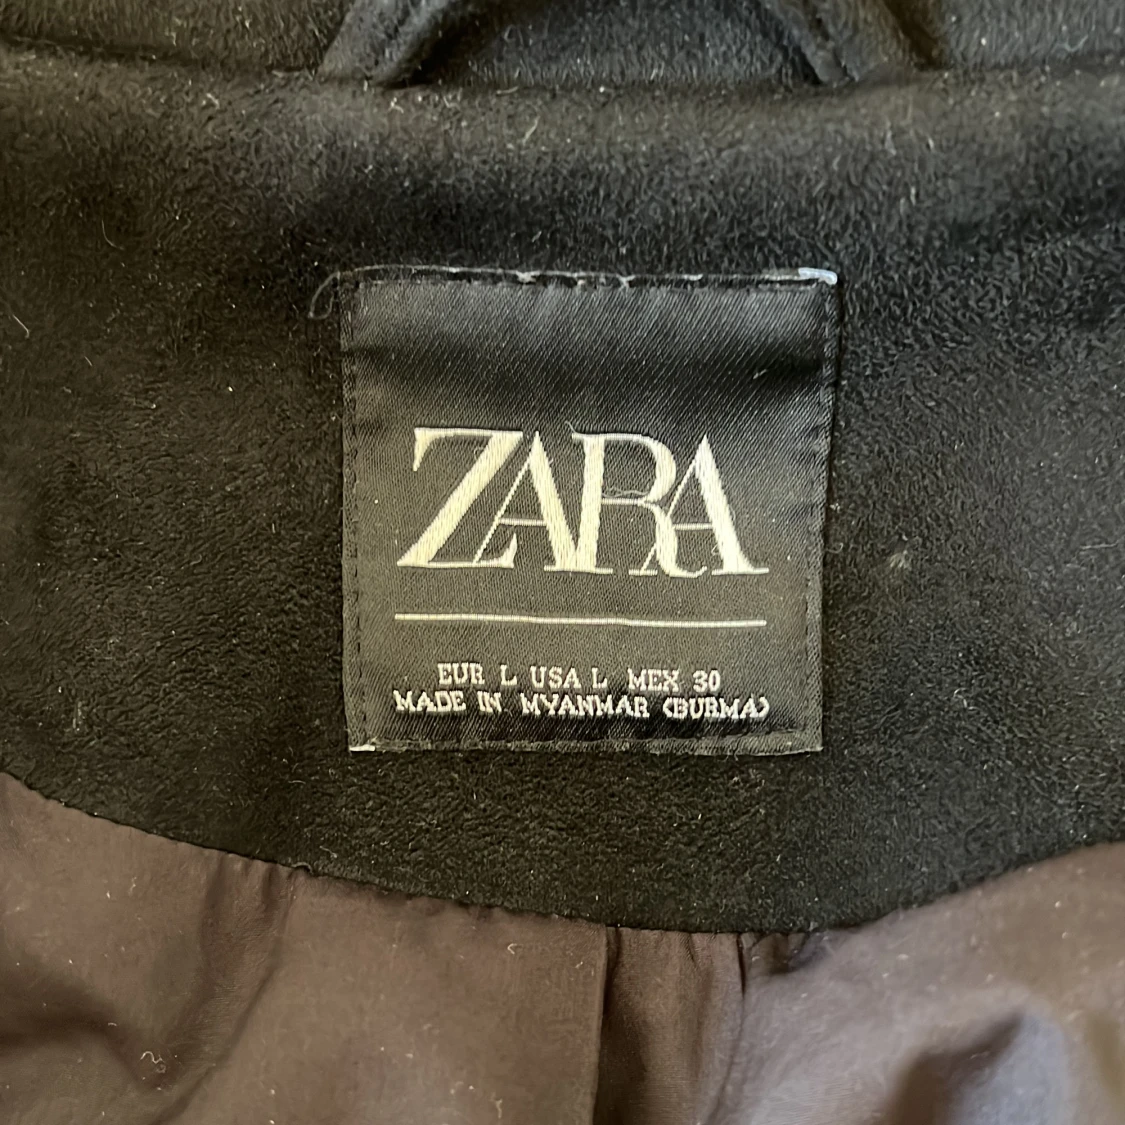 ZARA
EUR L USA L MEX 30
MADE IN MYANMAR (BURMA)